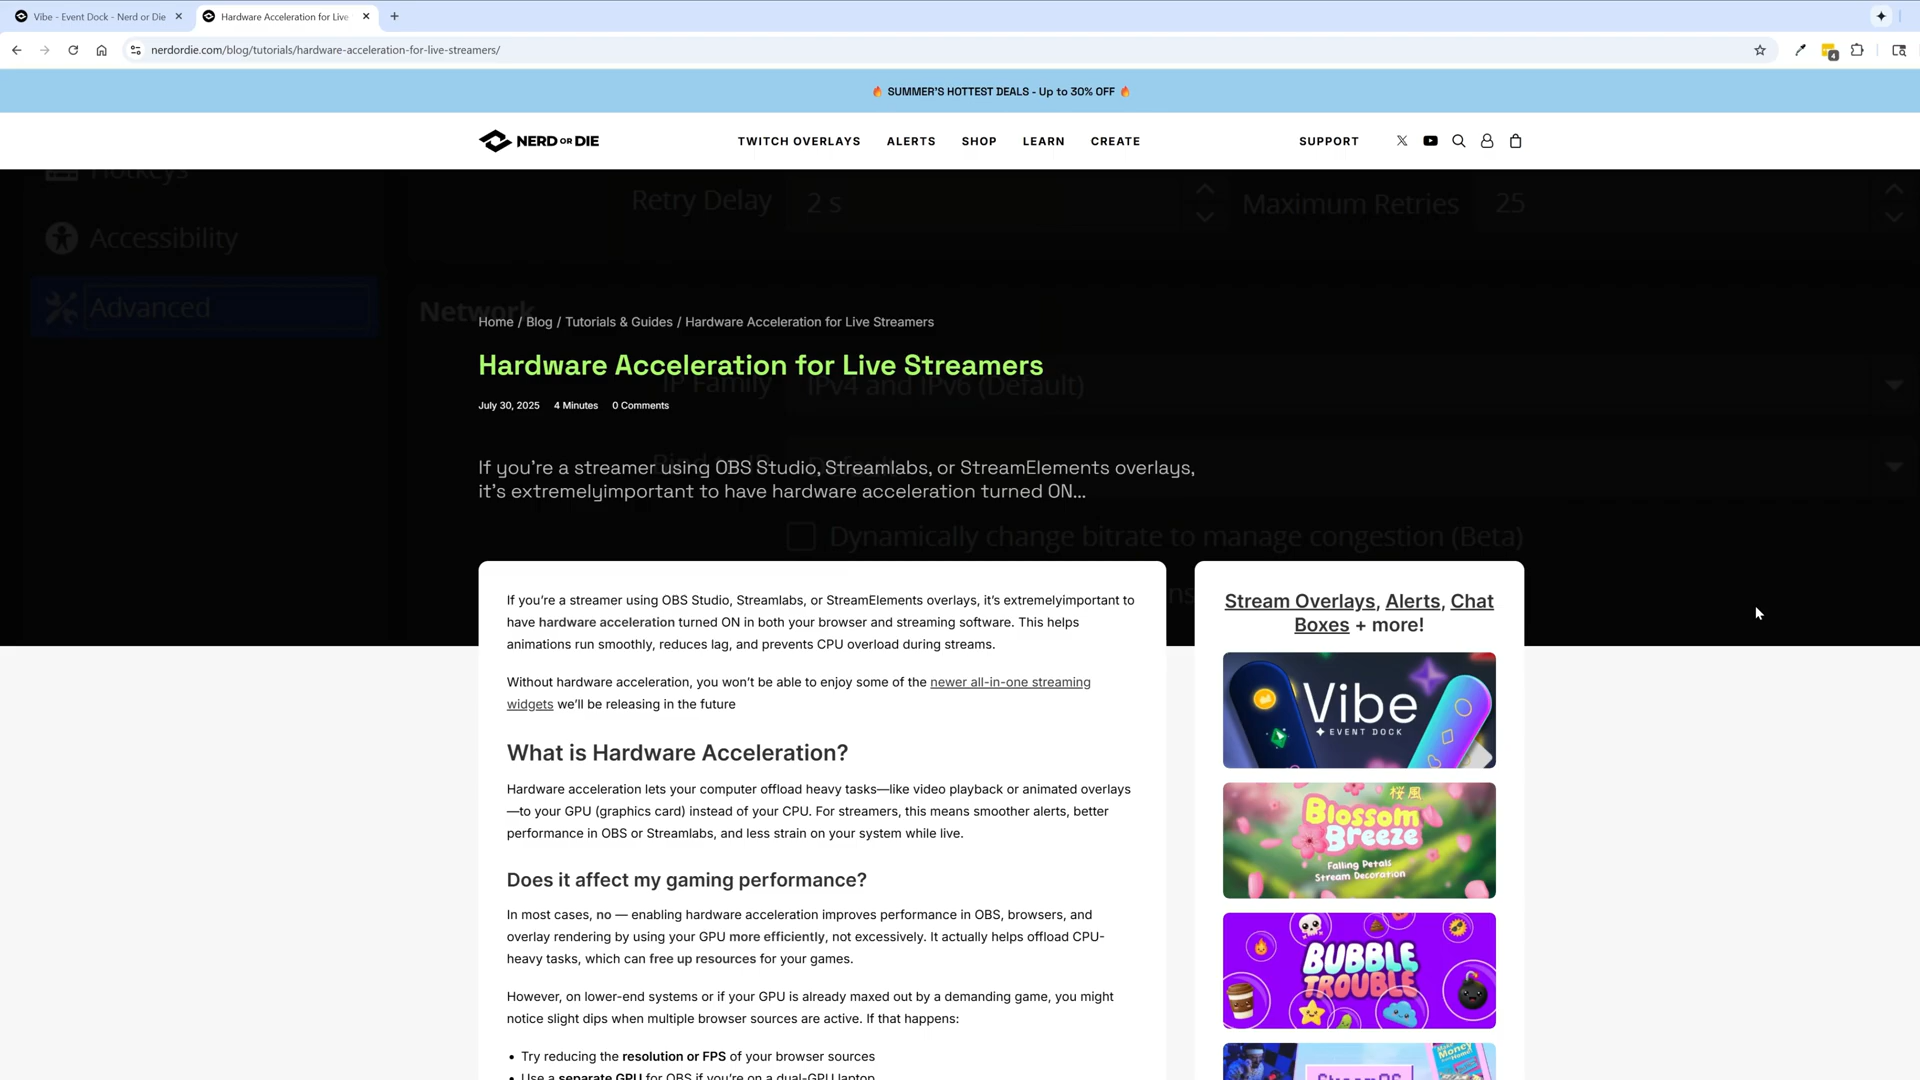 Vibe - Event Dock - Nerd or Die
Hardware Acceleration for Live
nerdordie.com/blog/tutorials/hardware-acceleration-for-live-streamers/
4
🔥 SUMMER'S HOTTEST DEALS - Up to 30% OFF 🔥
NERD OR DIE
TWITCH OVERLAYS
ALERTS
SHOP
LEARN
CREATE
SUPPORT
Hotkeys
Retry Delay
2 s
Maximum Retries
25
Accessibility
Advanced
Network
Home / Blog / Tutorials & Guides / Hardware Acceleration for Live Streamers
Hardware Acceleration for Live Streamers
IP Family
IPv4 and IPv6 (Default)
July 30, 2025
4 Minutes
0 Comments
If you're a streamer using OBS Studio, Streamlabs, or StreamElements overlays,
it's extremelyimportant to have hardware acceleration turned ON...
Dynamically change bitrate to manage congestion (Beta)
If you're a streamer using OBS Studio, Streamlabs, or StreamElements overlays, it's extremelyimportant to
have hardware acceleration turned ON in both your browser and streaming software. This helps
animations run smoothly, reduces lag, and prevents CPU overload during streams.
Without hardware acceleration, you won't be able to enjoy some of the newer all-in-one streaming
widgets we'll be releasing in the future
What is Hardware Acceleration?
Hardware acceleration lets your computer offload heavy tasks—like video playback or animated overlays
—to your GPU (graphics card) instead of your CPU. For streamers, this means smoother alerts, better
performance in OBS or Streamlabs, and less strain on your system while live.
Does it affect my gaming performance?
In most cases, no — enabling hardware acceleration improves performance in OBS, browsers, and
overlay rendering by using your GPU more efficiently, not excessively. It actually helps offload CPU-
heavy tasks, which can free up resources for your games.
However, on lower-end systems or if your GPU is already maxed out by a demanding game, you might
notice slight dips when multiple browser sources are active. If that happens:
• Try reducing the resolution or FPS of your browser sources
• Use a separate GPU for OBS if you're on a dual-GPU laptop
Stream Overlays, Alerts, Chat
Boxes + more!
Vibe
EVENT DOCK
桜風
Blossom
Breeze
Falling Petals
Stream Decoration
BUBBLE
TROUBLE
StreamOS